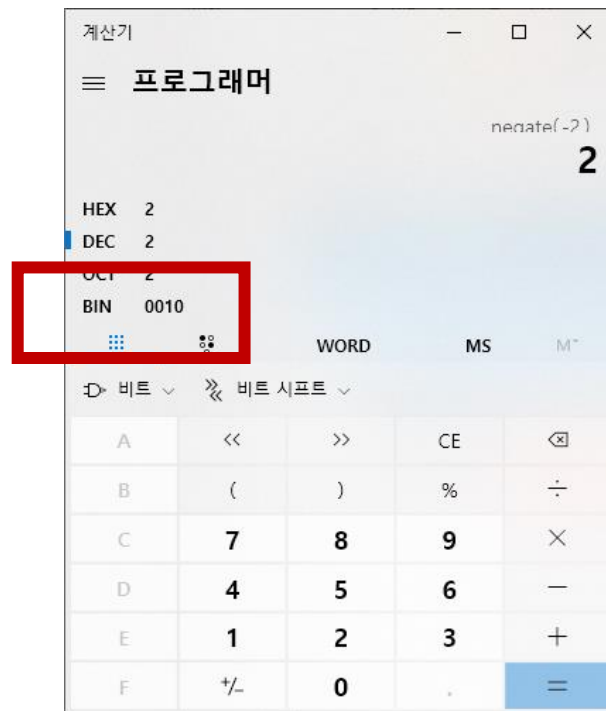 계산기
프로그래머
negate( -2 )
2
HEX 2
DEC 2
OCT 2
BIN 0010
WORD MS M˅
비트 비트 시프트
A << >> CE
B ( ) % ÷
C 7 8 9 ×
D 4 5 6 −
E 1 2 3 +
F +/− 0 . =